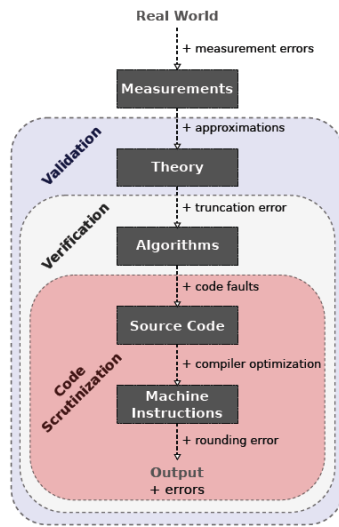 Real World
+ measurement errors
Measurements
+ approximations
Validation
Theory
+ truncation error
Verification
Algorithms
+ code faults
Source Code
+ compiler optimization
Code
Scrutinization
Machine
Instructions
+ rounding error
Output
+ errors